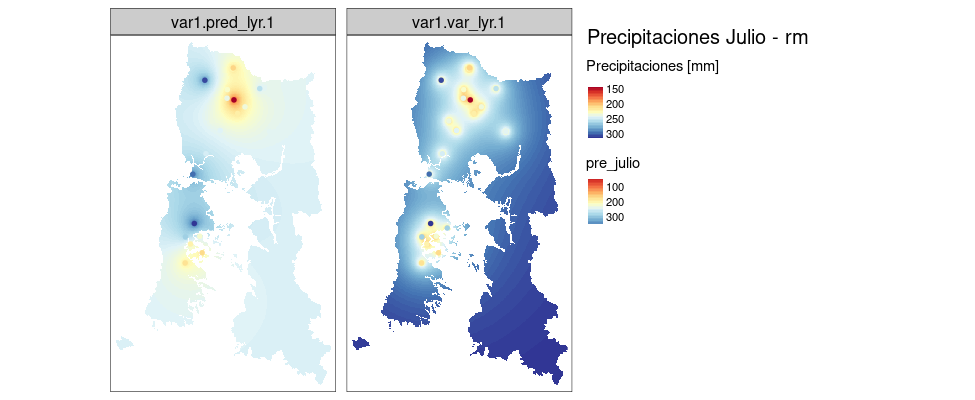 var1.pred_lyr.1
var1.var_lyr.1
Precipitaciones Julio - rm
Precipitaciones [mm]
150
200
250
300
pre_julio
100
200
300